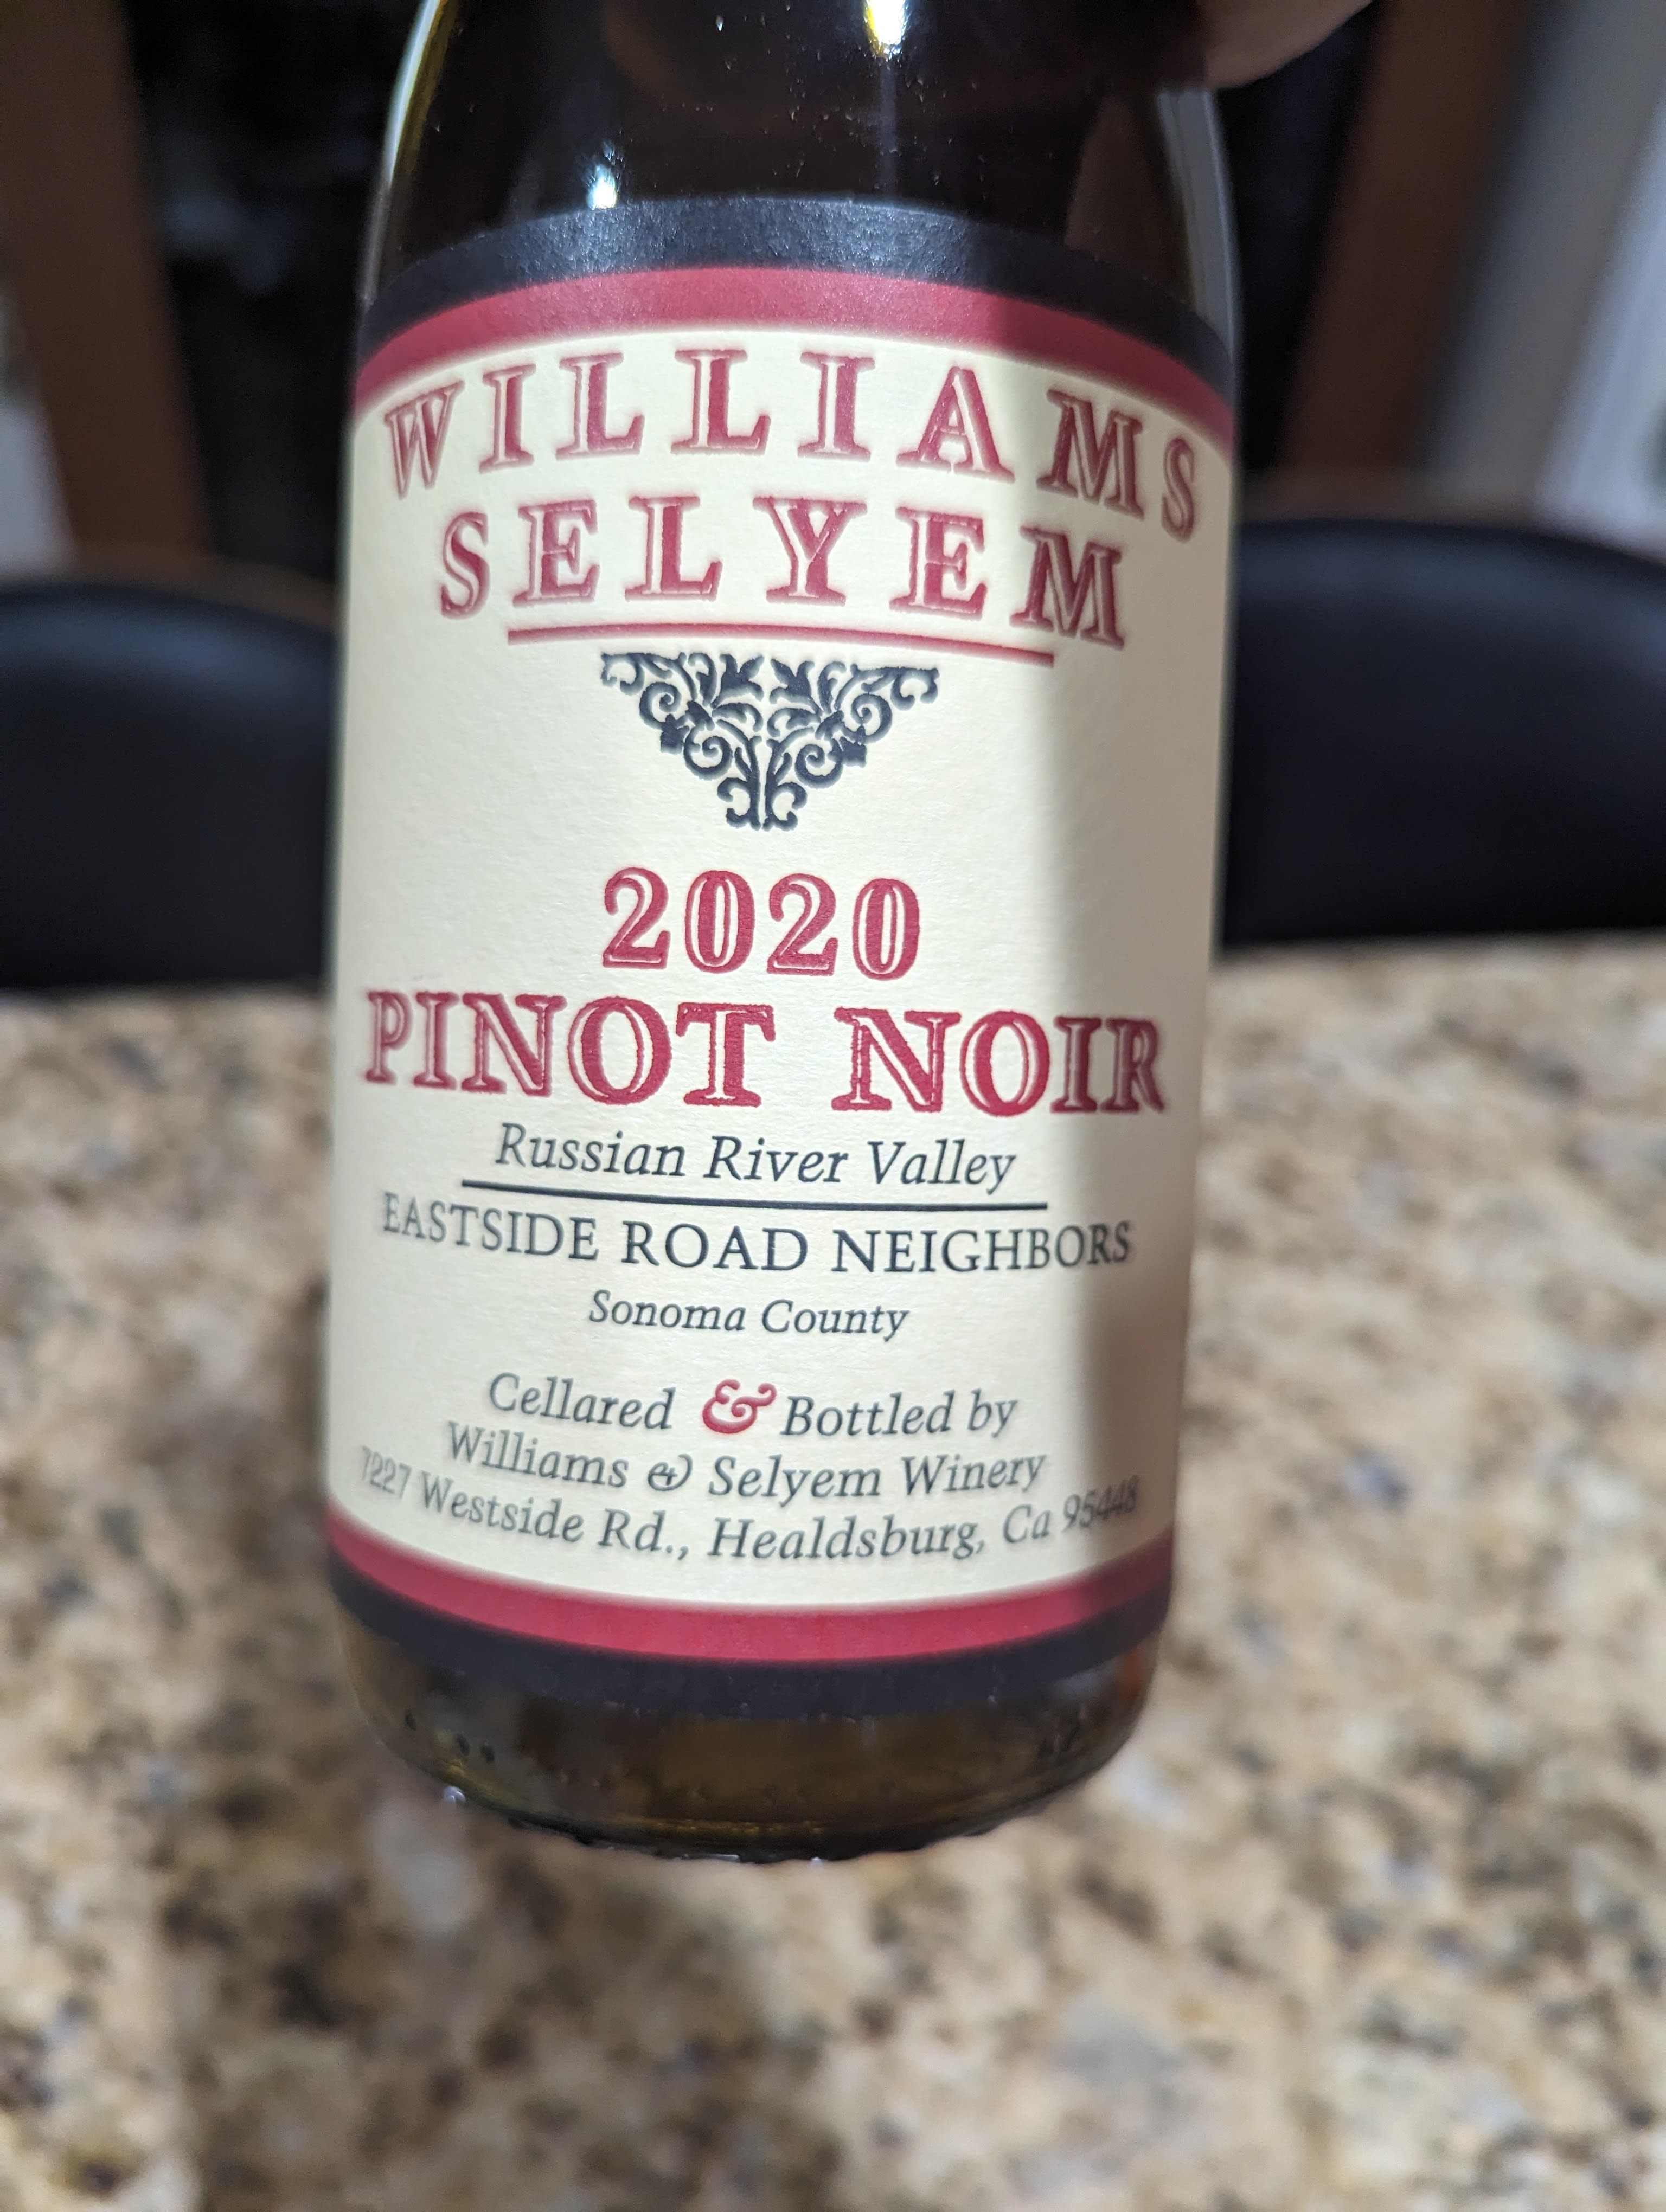 WILLIAMS
SELYEM
2020
PINOT NOIR
Russian River Valley
EASTSIDE ROAD NEIGHBORS
Sonoma County
Cellared & Bottled by
Williams & Selyem Winery
7227 Westside Rd., Healdsburg, Ca 95448